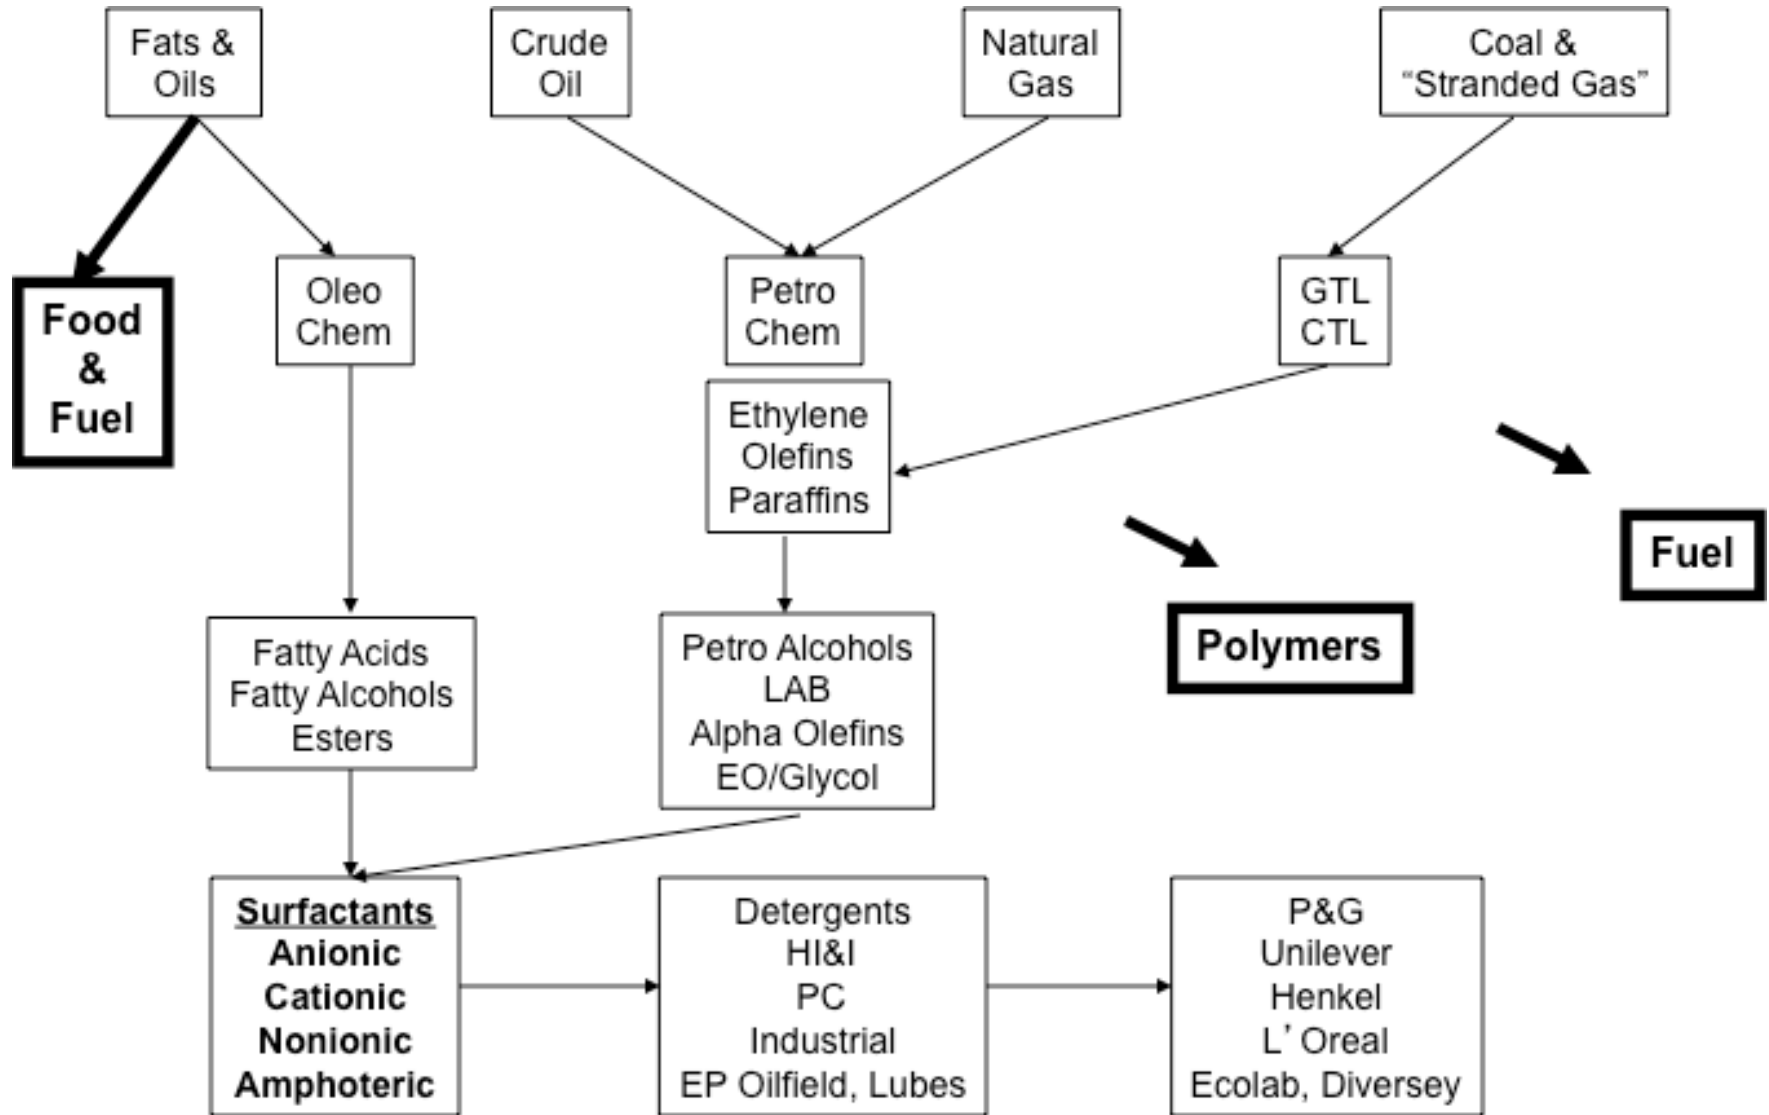 Fats &
Oils
Crude
Oil
Natural
Gas
Coal &
“Stranded Gas”
Food
&
Fuel
Oleo
Chem
Petro
Chem
GTL
CTL
Ethylene
Olefins
Paraffins
Fuel
Polymers
Fatty Acids
Fatty Alcohols
Esters
Petro Alcohols
LAB
Alpha Olefins
EO/Glycol
Surfactants
Anionic
Cationic
Nonionic
Amphoteric
Detergents
HI&I
PC
Industrial
EP Oilfield, Lubes
P&G
Unilever
Henkel
L’Oreal
Ecolab, Diversey